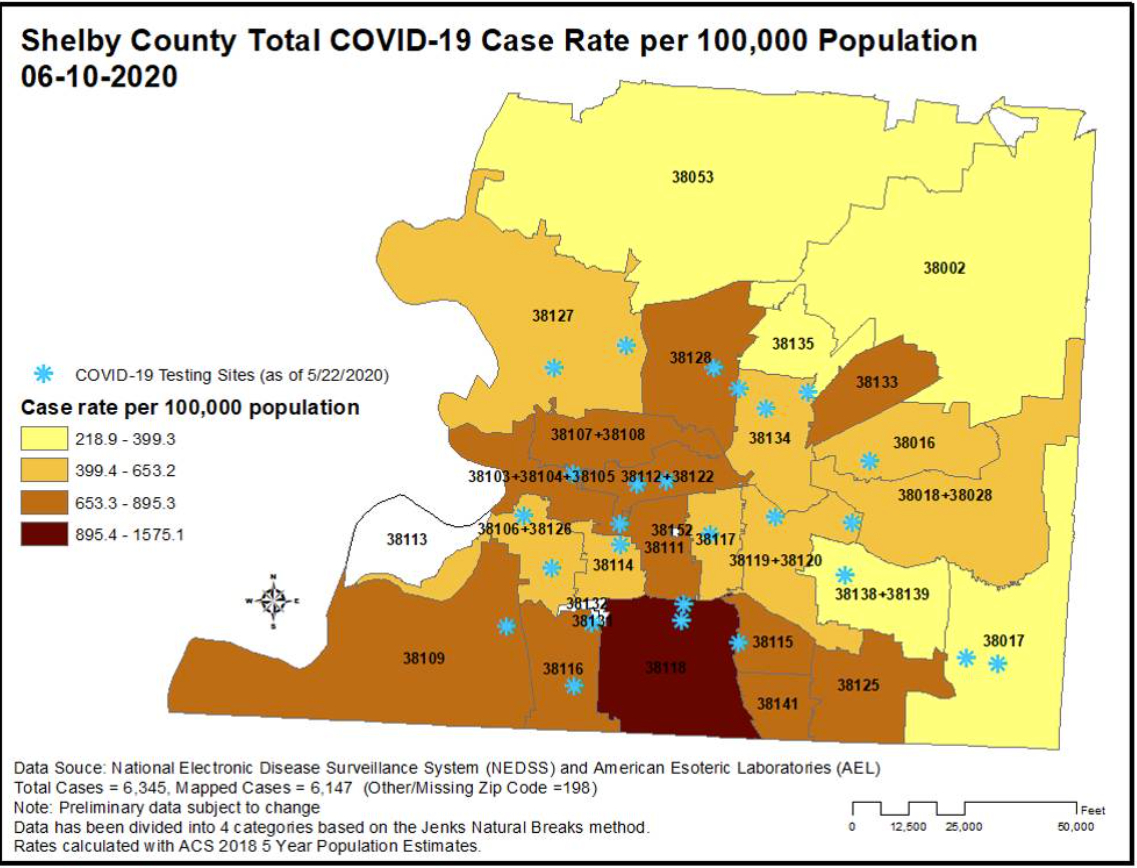 Shelby County Total COVID-19 Case Rate per 100,000 Population
06-10-2020
38053
38002
38127
38135
38128
38133
COVID-19 Testing Sites (as of 5/22/2020)
Case rate per 100,000 population
218.9 - 399.3
399.4 - 653.2
653.3 - 895.3
895.4 - 1575.1
38107+38108
38134
38016
38103+38104+38105
38112+38122
38018+38028
38106+38126
38152
38113
38111
38117
38114
38119+38120
38138+38139
38132
38131
N
W
E
S
38109
38116
38118
38115
38017
38125
38141
Data Souce: National Electronic Disease Surveillance System (NEDSS) and American Esoteric Laboratories (AEL)
Total Cases = 6,345, Mapped Cases = 6,147 (Other/Missing Zip Code =198)
Note: Preliminary data subject to change
Data has been divided into 4 categories based on the Jenks Natural Breaks method.
Rates calculated with ACS 2018 5 Year Population Estimates.
Feet
0 12,500 25,000 50,000